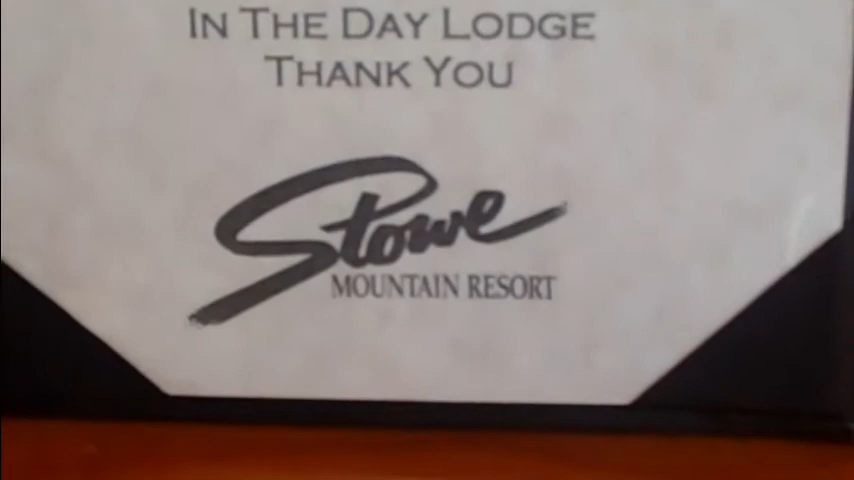 IN THE DAY LODGE
THANK YOU
Stowe
MOUNTAIN RESORT